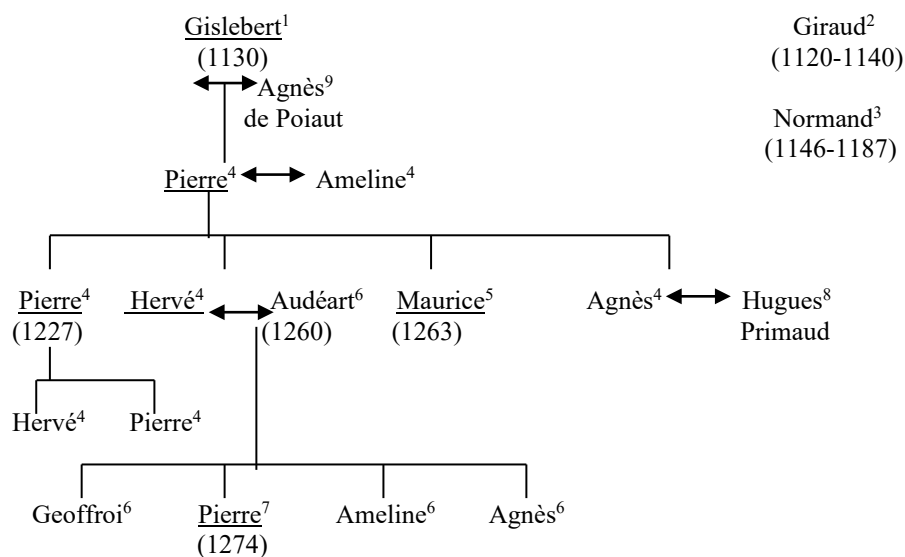 Gislebert¹ Giraud²
(1130) (1120-1140)
Agnès⁹
de Poiaut Normand³
(1146-1187)
Pierre⁴ Ameline⁴
Pierre⁴ Hervé⁴ Audéart⁶ Maurice⁵ Agnès⁴ Hugues⁸
(1227) (1260) (1263) Primaud
Hervé⁴ Pierre⁴
Geoffroi⁶ Pierre⁷ Ameline⁶ Agnès⁶
(1274)